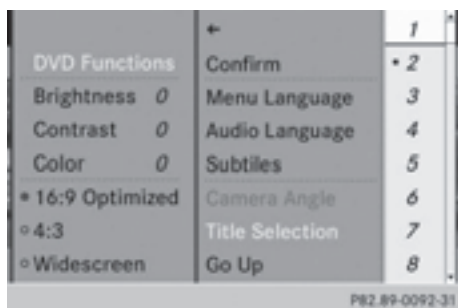 DVD Functions
Brightness 0
Contrast 0
Color 0
16:9 Optimized
4:3
Widescreen
←
Confirm
Menu Language
Audio Language
Subtiles
Camera Angle
Title Selection
Go Up
1
• 2
3
4
5
6
7
8
P82.89-0092-31